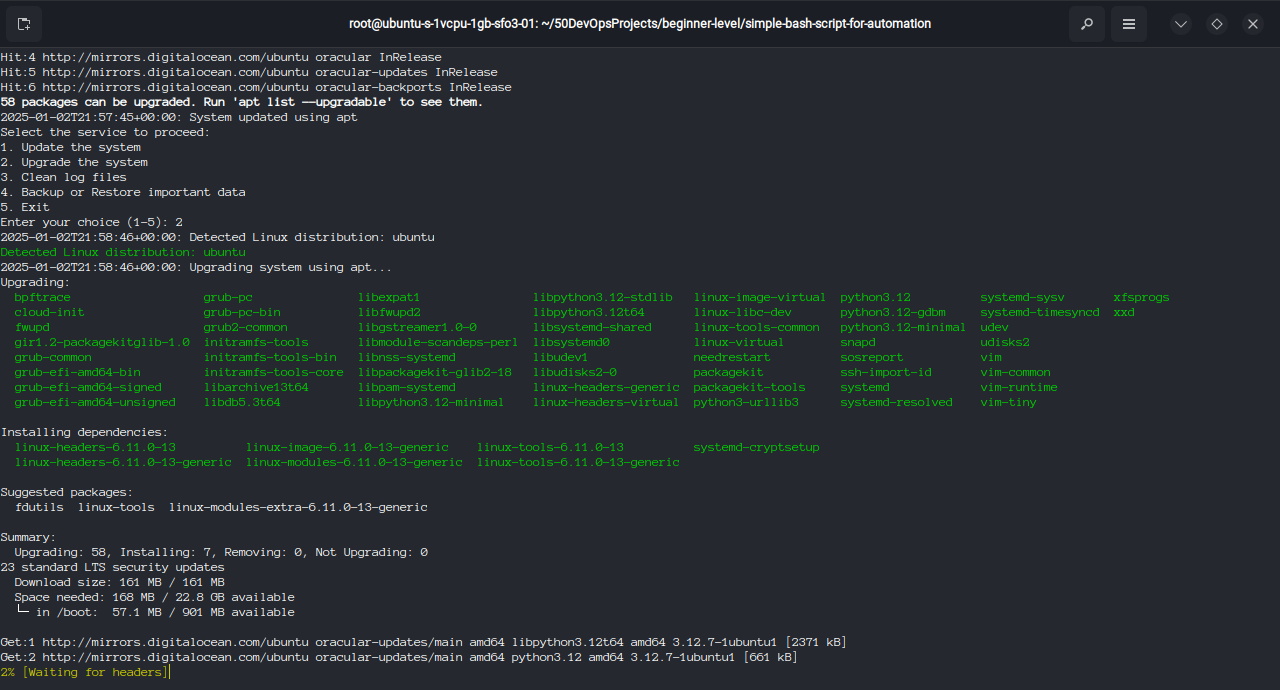 root@ubuntu-s-1vcpu-1gb-sfo3-01: ~/50DevOpsProjects/beginner-level/simple-bash-script-for-automation
Hit:4 http://mirrors.digitalocean.com/ubuntu oracular InRelease
Hit:5 http://mirrors.digitalocean.com/ubuntu oracular-updates InRelease
Hit:6 http://mirrors.digitalocean.com/ubuntu oracular-backports InRelease
58 packages can be upgraded. Run 'apt list --upgradable' to see them.
2025-01-02T21:57:45+00:00: System updated using apt
Select the service to proceed:
1. Update the system
2. Upgrade the system
3. Clean log files
4. Backup or Restore important data
5. Exit
Enter your choice (1-5): 2
2025-01-02T21:58:46+00:00: Detected Linux distribution: ubuntu
Detected Linux distribution: ubuntu
2025-01-02T21:58:46+00:00: Upgrading system using apt...
Upgrading:
  bpftrace                   grub-pc               libexpat1                libpython3.12-stdlib   linux-image-virtual  python3.12          systemd-sysv       xfsprogs
  cloud-init                 grub-pc-bin           libfwupd2                libpython3.12t64       linux-libc-dev       python3.12-gdbm     systemd-timesyncd  xxd
  fwupd                      grub2-common          libgstreamer1.0-0        libsystemd-shared      linux-tools-common   python3.12-minimal  udev
  gir1.2-packagekitglib-1.0  initramfs-tools       libmodule-scandeps-perl  libsystemd0            linux-virtual        snapd               udisks2
  grub-common                initramfs-tools-bin   libnss-systemd           libudev1               needrestart          sosreport           vim
  grub-efi-amd64-bin         initramfs-tools-core  libpackagekit-glib2-18   libudisks2-0           packagekit           ssh-import-id       vim-common
  grub-efi-amd64-signed      libarchive13t64       libpam-systemd           linux-headers-generic  packagekit-tools     systemd             vim-runtime
  grub-efi-amd64-unsigned    libdb5.3t64           libpython3.12-minimal    linux-headers-virtual  python3-urllib3      systemd-resolved    vim-tiny
Installing dependencies:
  linux-headers-6.11.0-13          linux-image-6.11.0-13-generic    linux-tools-6.11.0-13          systemd-cryptsetup
  linux-headers-6.11.0-13-generic  linux-modules-6.11.0-13-generic  linux-tools-6.11.0-13-generic
Suggested packages:
  fdutils  linux-tools  linux-modules-extra-6.11.0-13-generic
Summary:
  Upgrading: 58, Installing: 7, Removing: 0, Not Upgrading: 0
23 standard LTS security updates
  Download size: 161 MB / 161 MB
  Space needed: 168 MB / 22.8 GB available
  └─ in /boot:  57.1 MB / 901 MB available
Get:1 http://mirrors.digitalocean.com/ubuntu oracular-updates/main amd64 libpython3.12t64 amd64 3.12.7-1ubuntu1 [2371 kB]
Get:2 http://mirrors.digitalocean.com/ubuntu oracular-updates/main amd64 python3.12 amd64 3.12.7-1ubuntu1 [661 kB]
2% [Waiting for headers]